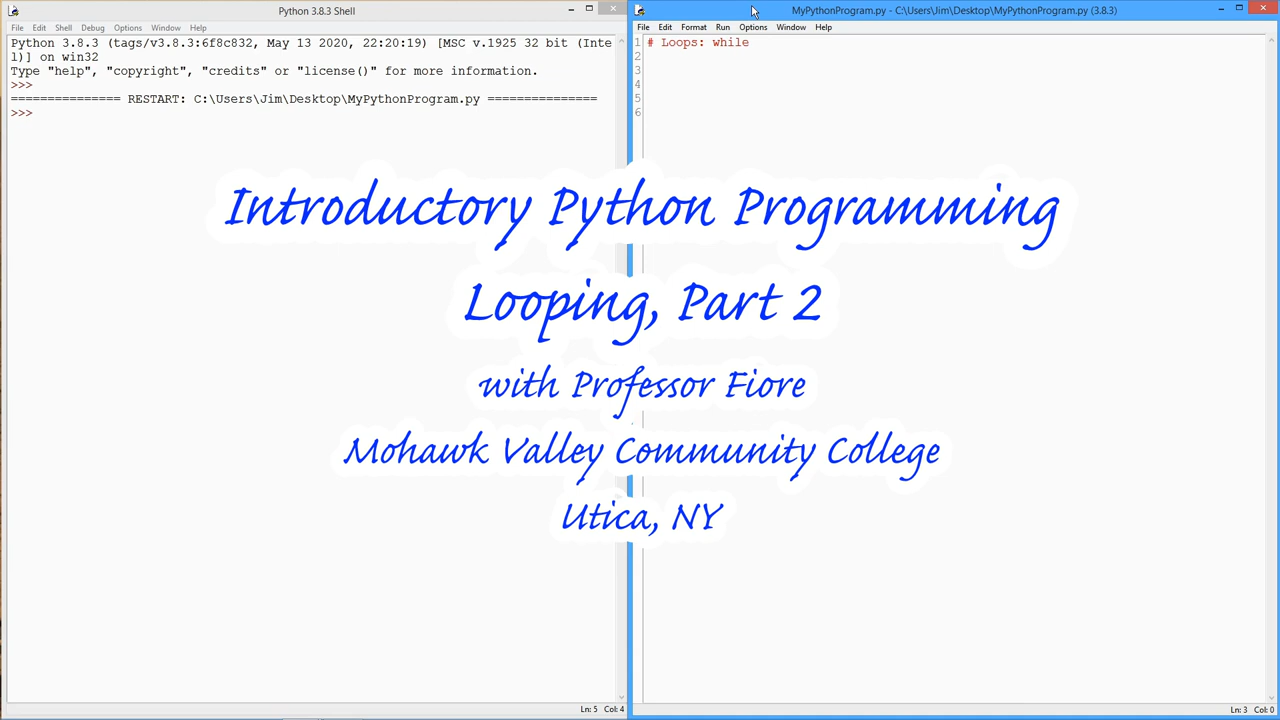 Python 3.8.3 Shell
File Edit Shell Debug Options Window Help
Python 3.8.3 (tags/v3.8.3:6f8c832, May 13 2020, 22:20:19) [MSC v.1925 32 bit (Inte
l)] on win32
Type "help", "copyright", "credits" or "license()" for more information.
>>>
=============== RESTART: C:\Users\Jim\Desktop\MyPythonProgram.py ===============
>>>
Ln: 5 Col: 4
MyPythonProgram.py - C:\Users\Jim\Desktop\MyPythonProgram.py (3.8.3)
File Edit Format Run Options Window Help
1 # Loops: while
2
3
4
5
6
Ln: 3 Col: 0
Introductory Python Programming
Looping, Part 2
with Professor Fiore
Mohawk Valley Community College
Utica, NY